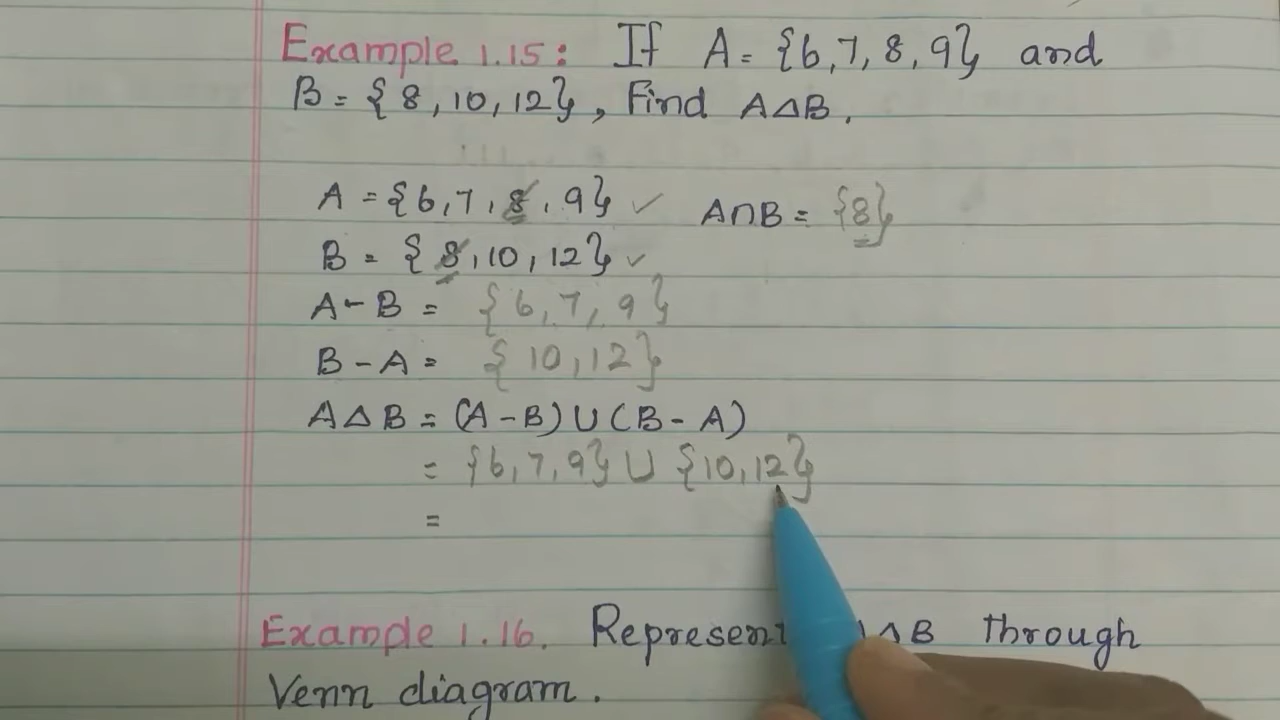 Example 1.15: If A = {6, 7, 8, 9} and
B = {8, 10, 12}, Find A∆B.
A = {6, 7, 8, 9} ✓ A∩B = {8}
B = {8, 10, 12} ✓
A - B = {6, 7, 9}
B - A = {10, 12}
A∆B = (A - B) ∪ (B - A)
= {6, 7, 9} ∪ {10, 12}
=
Example 1.16. Represent ∆B through
Venn diagram.